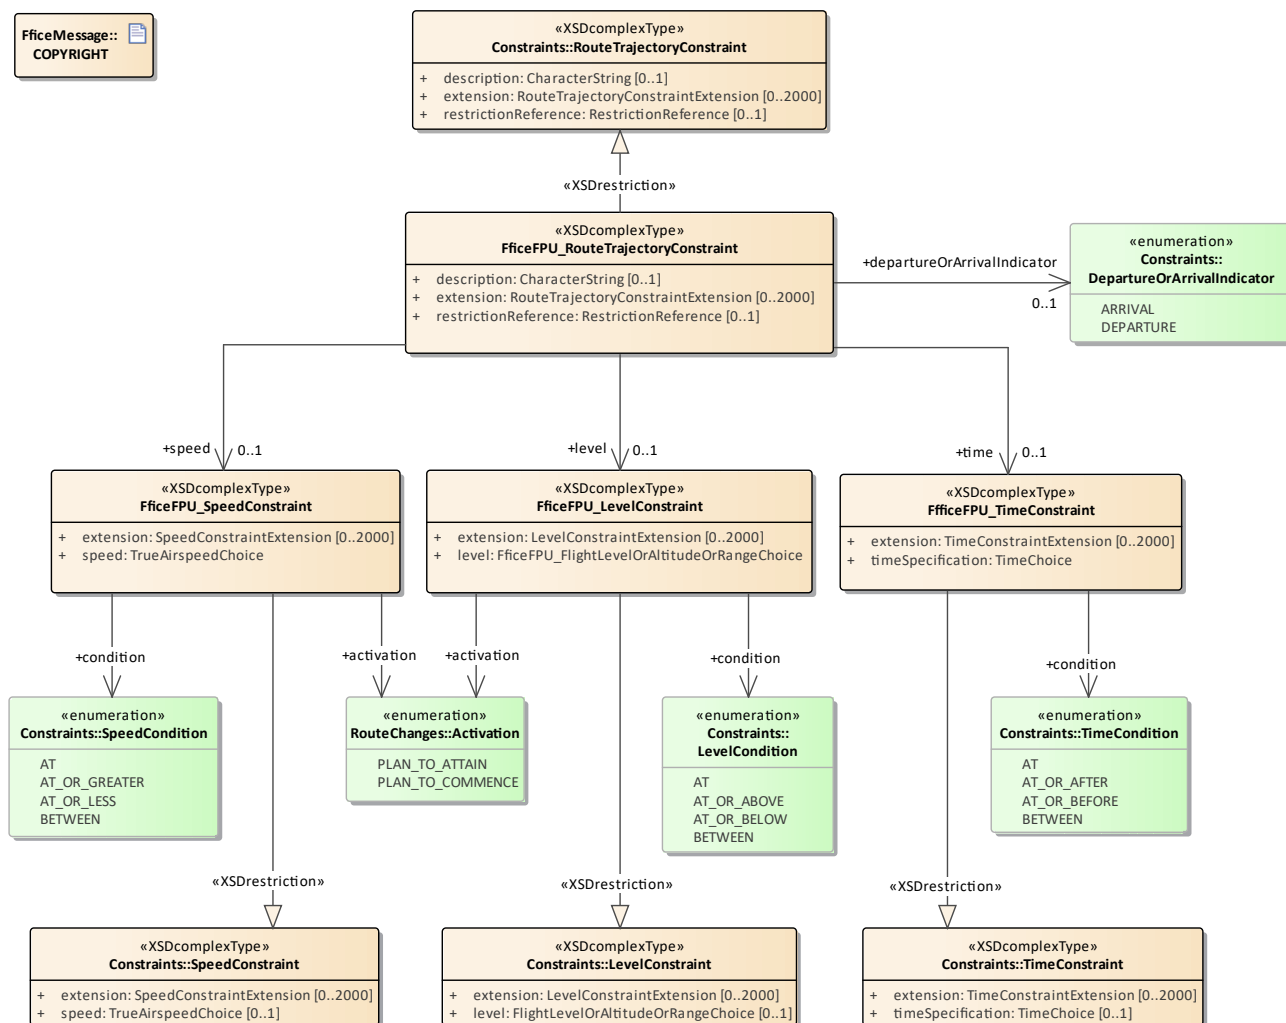 FficeMessage::
COPYRIGHT
«XSDcomplexType»
Constraints::RouteTrajectoryConstraint
+ description: CharacterString [0..1]
+ extension: RouteTrajectoryConstraintExtension [0..2000]
+ restrictionReference: RestrictionReference [0..1]
«XSDrestriction»
«XSDcomplexType»
FficeFPU_RouteTrajectoryConstraint
+ description: CharacterString [0..1]
+ extension: RouteTrajectoryConstraintExtension [0..2000]
+ restrictionReference: RestrictionReference [0..1]
+departureOrArrivalIndicator
0..1
«enumeration»
Constraints::
DepartureOrArrivalIndicator
ARRIVAL
DEPARTURE
+speed 0..1
+level 0..1
+time 0..1
«XSDcomplexType»
FficeFPU_SpeedConstraint
+ extension: SpeedConstraintExtension [0..2000]
+ speed: TrueAirspeedChoice
«XSDcomplexType»
FficeFPU_LevelConstraint
+ extension: LevelConstraintExtension [0..2000]
+ level: FficeFPU_FlightLevelOrAltitudeOrRangeChoice
«XSDcomplexType»
FfficeFPU_TimeConstraint
+ extension: TimeConstraintExtension [0..2000]
+ timeSpecification: TimeChoice
+condition
+activation
+activation
+condition
+condition
«enumeration»
Constraints::SpeedCondition
AT
AT_OR_GREATER
AT_OR_LESS
BETWEEN
«enumeration»
RouteChanges::Activation
PLAN_TO_ATTAIN
PLAN_TO_COMMENCE
«enumeration»
Constraints::
LevelCondition
AT
AT_OR_ABOVE
AT_OR_BELOW
BETWEEN
«enumeration»
Constraints::TimeCondition
AT
AT_OR_AFTER
AT_OR_BEFORE
BETWEEN
«XSDrestriction»
«XSDrestriction»
«XSDrestriction»
«XSDcomplexType»
Constraints::SpeedConstraint
+ extension: SpeedConstraintExtension [0..2000]
+ speed: TrueAirspeedChoice [0..1]
«XSDcomplexType»
Constraints::LevelConstraint
+ extension: LevelConstraintExtension [0..2000]
+ level: FlightLevelOrAltitudeOrRangeChoice [0..1]
«XSDcomplexType»
Constraints::TimeConstraint
+ extension: TimeConstraintExtension [0..2000]
+ timeSpecification: TimeChoice [0..1]